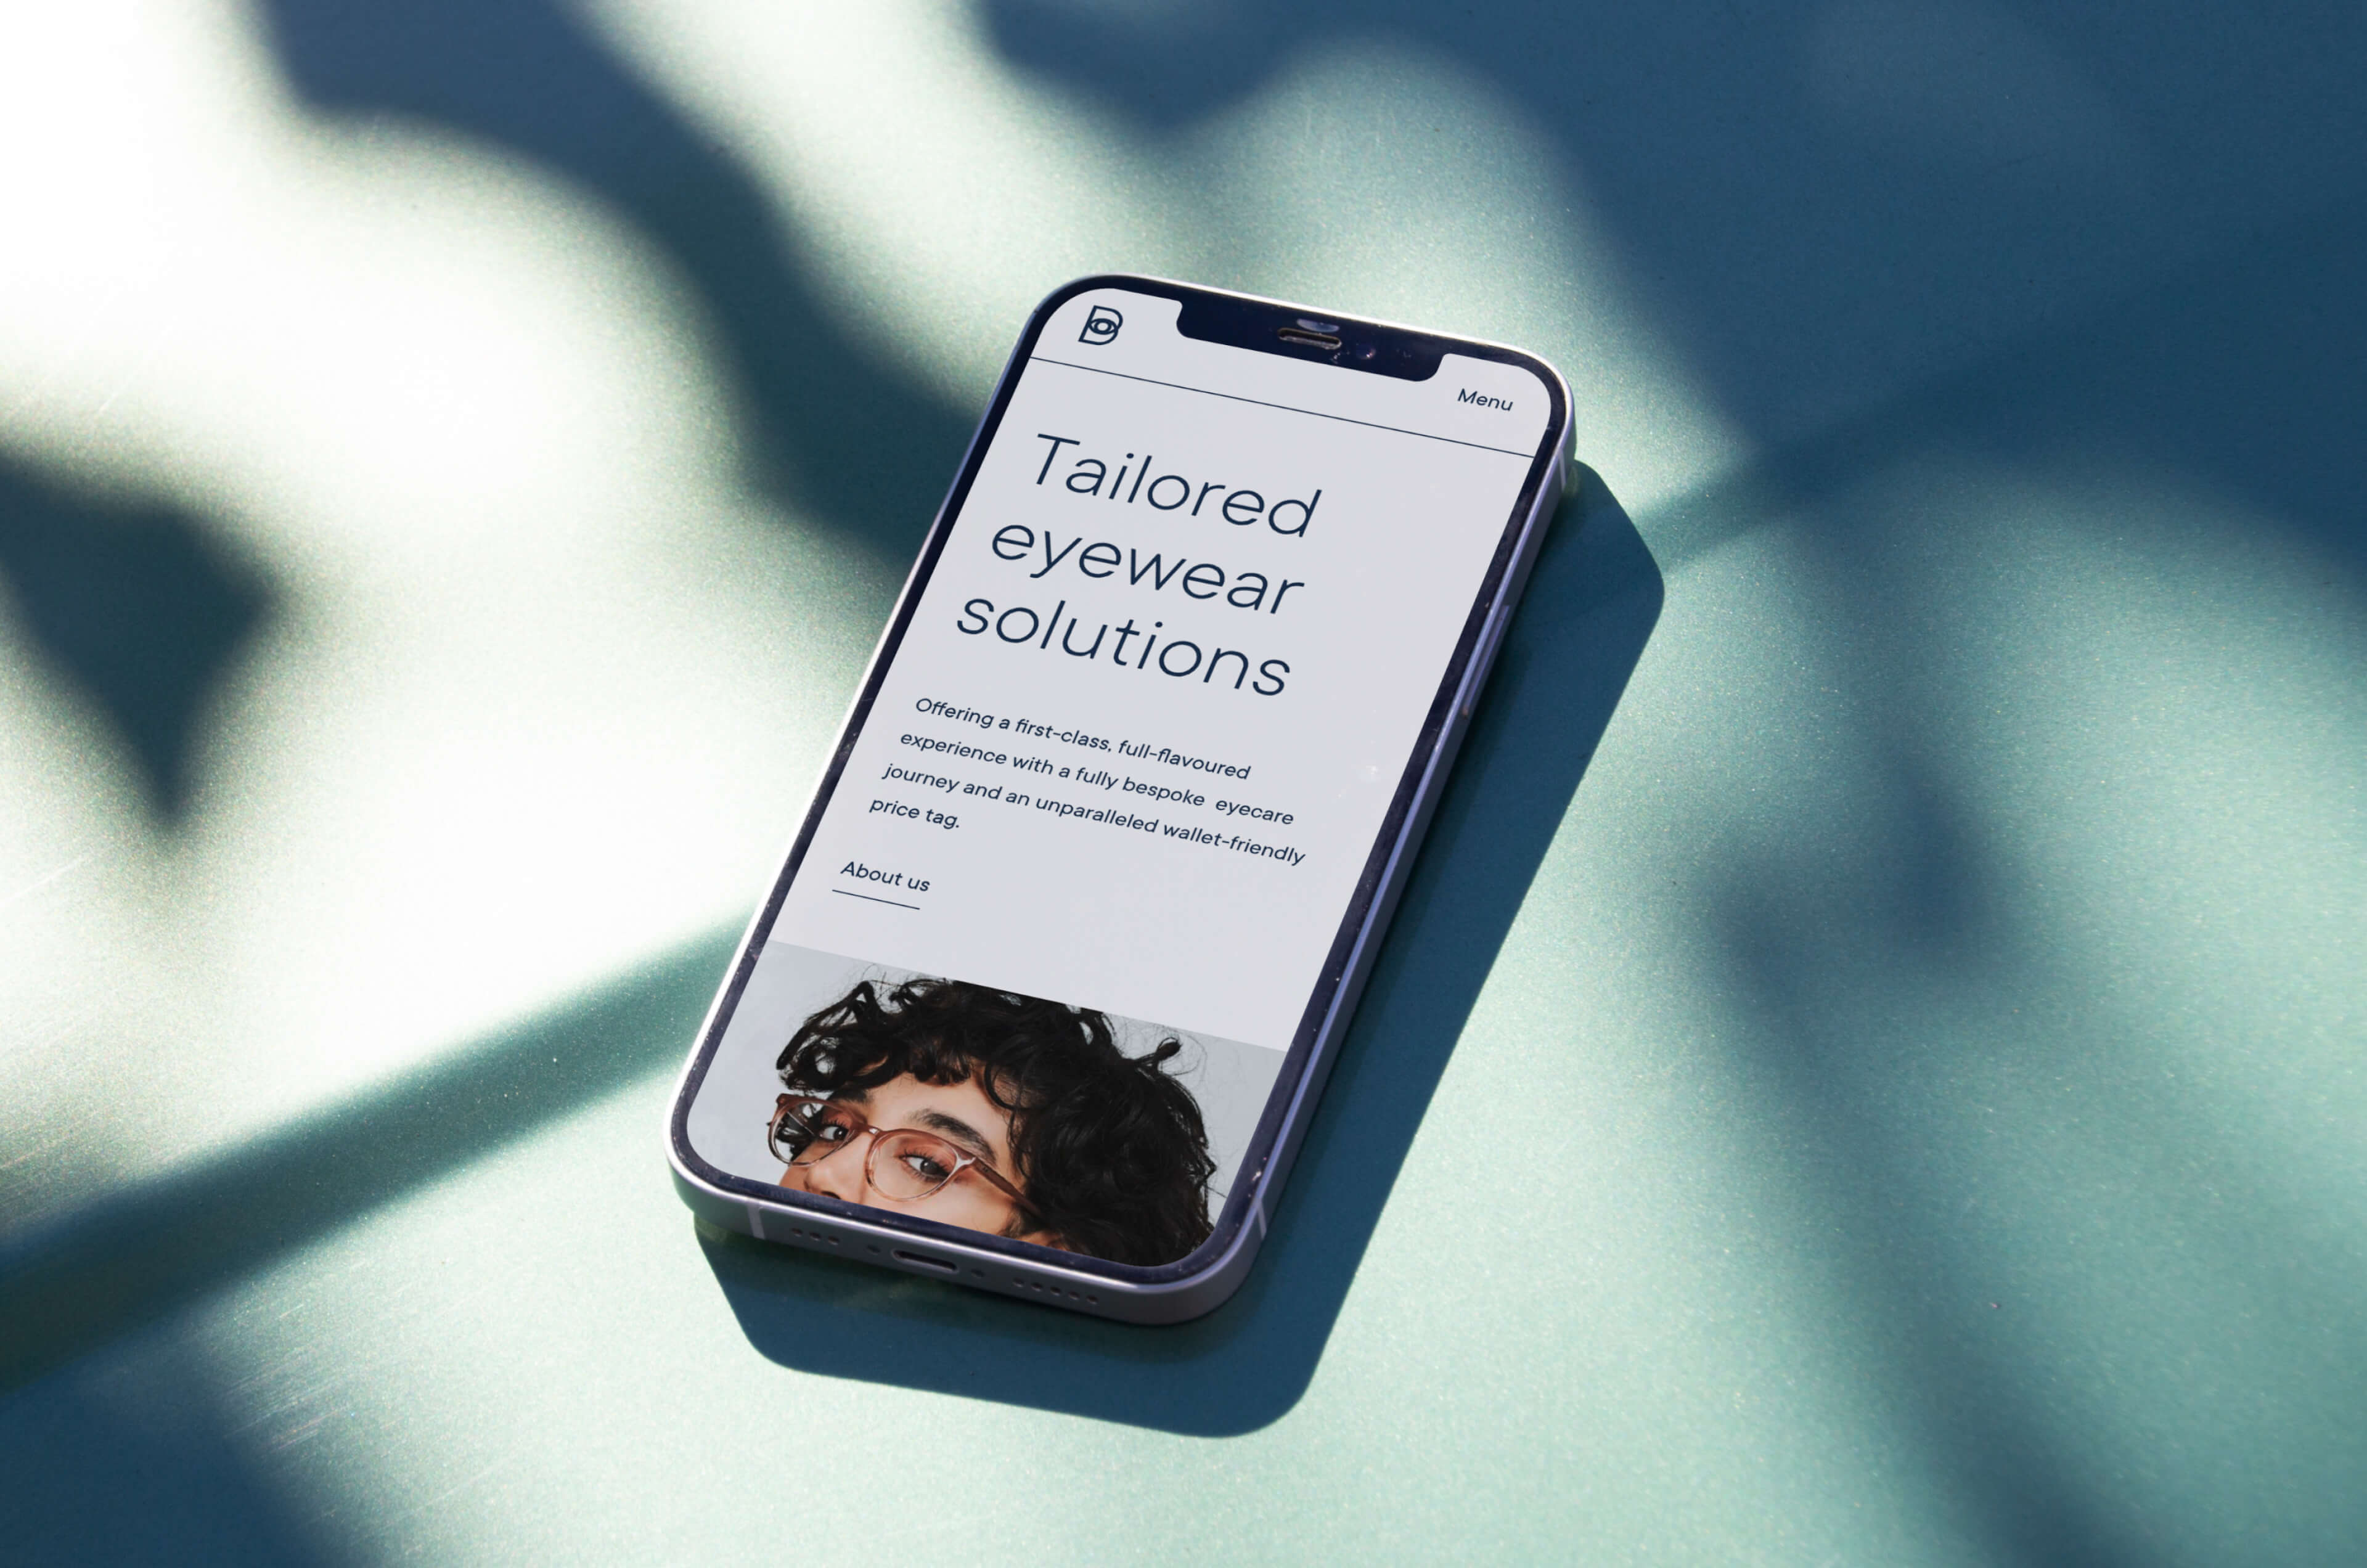 Menu
Tailored
eyewear
solutions
Offering a first-class, full-flavoured
experience with a fully bespoke eyecare
journey and an unparalleled wallet-friendly
price tag.
About us